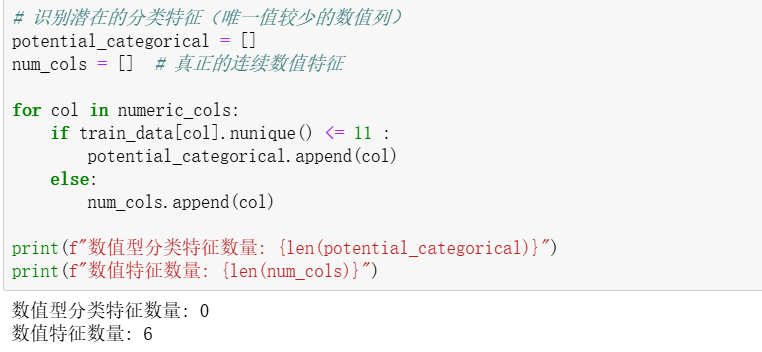 # 识别潜在的分类特征（唯一值较少的数值列）
potential_categorical = []
num_cols = []  # 真正的连续数值特征

for col in numeric_cols:
    if train_data[col].nunique() <= 11 :
        potential_categorical.append(col)
    else:
        num_cols.append(col)

print(f"数值型分类特征数量: {len(potential_categorical)}")
print(f"数值特征数量: {len(num_cols)}")
数值型分类特征数量: 0
数值特征数量: 6